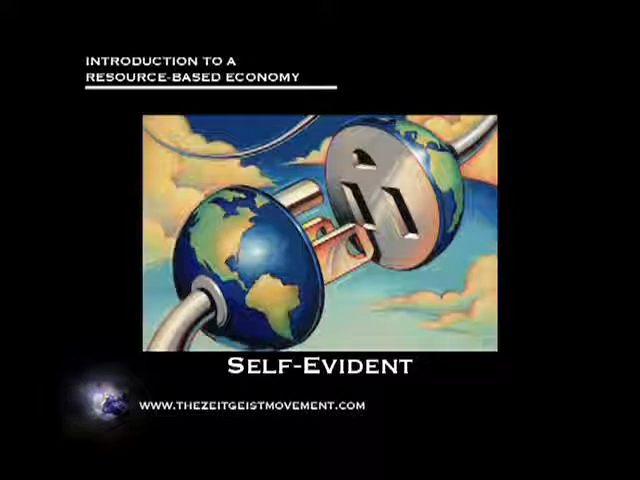 INTRODUCTION TO A
RESOURCE-BASED ECONOMY
SELF-EVIDENT
WWW.THEZEITGEISTMOVEMENT.COM